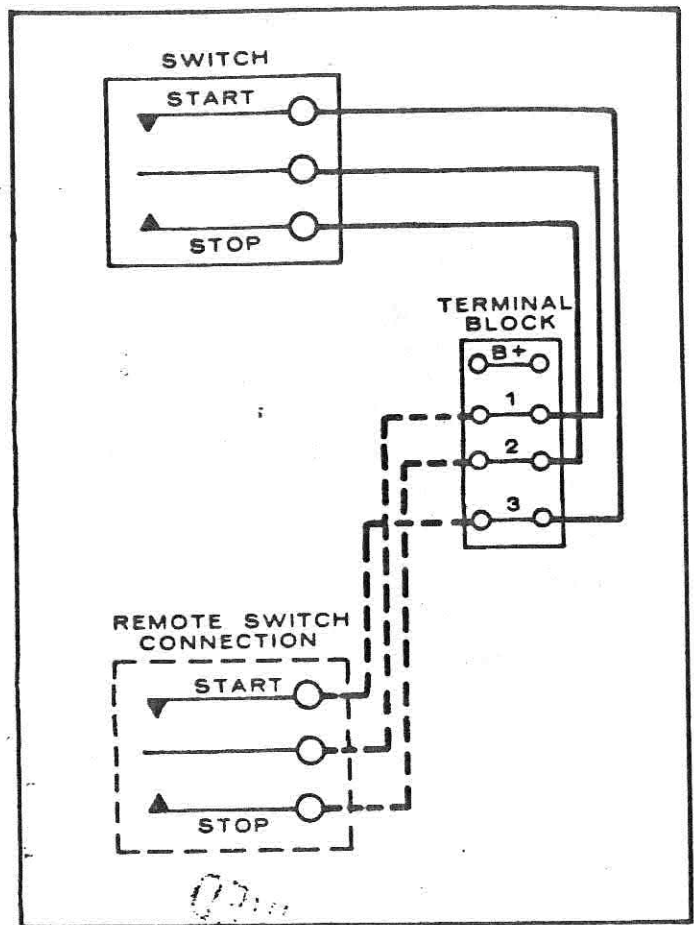 SWITCH
START
STOP
TERMINAL
BLOCK
B+
1
2
3
REMOTE SWITCH
CONNECTION
START
STOP